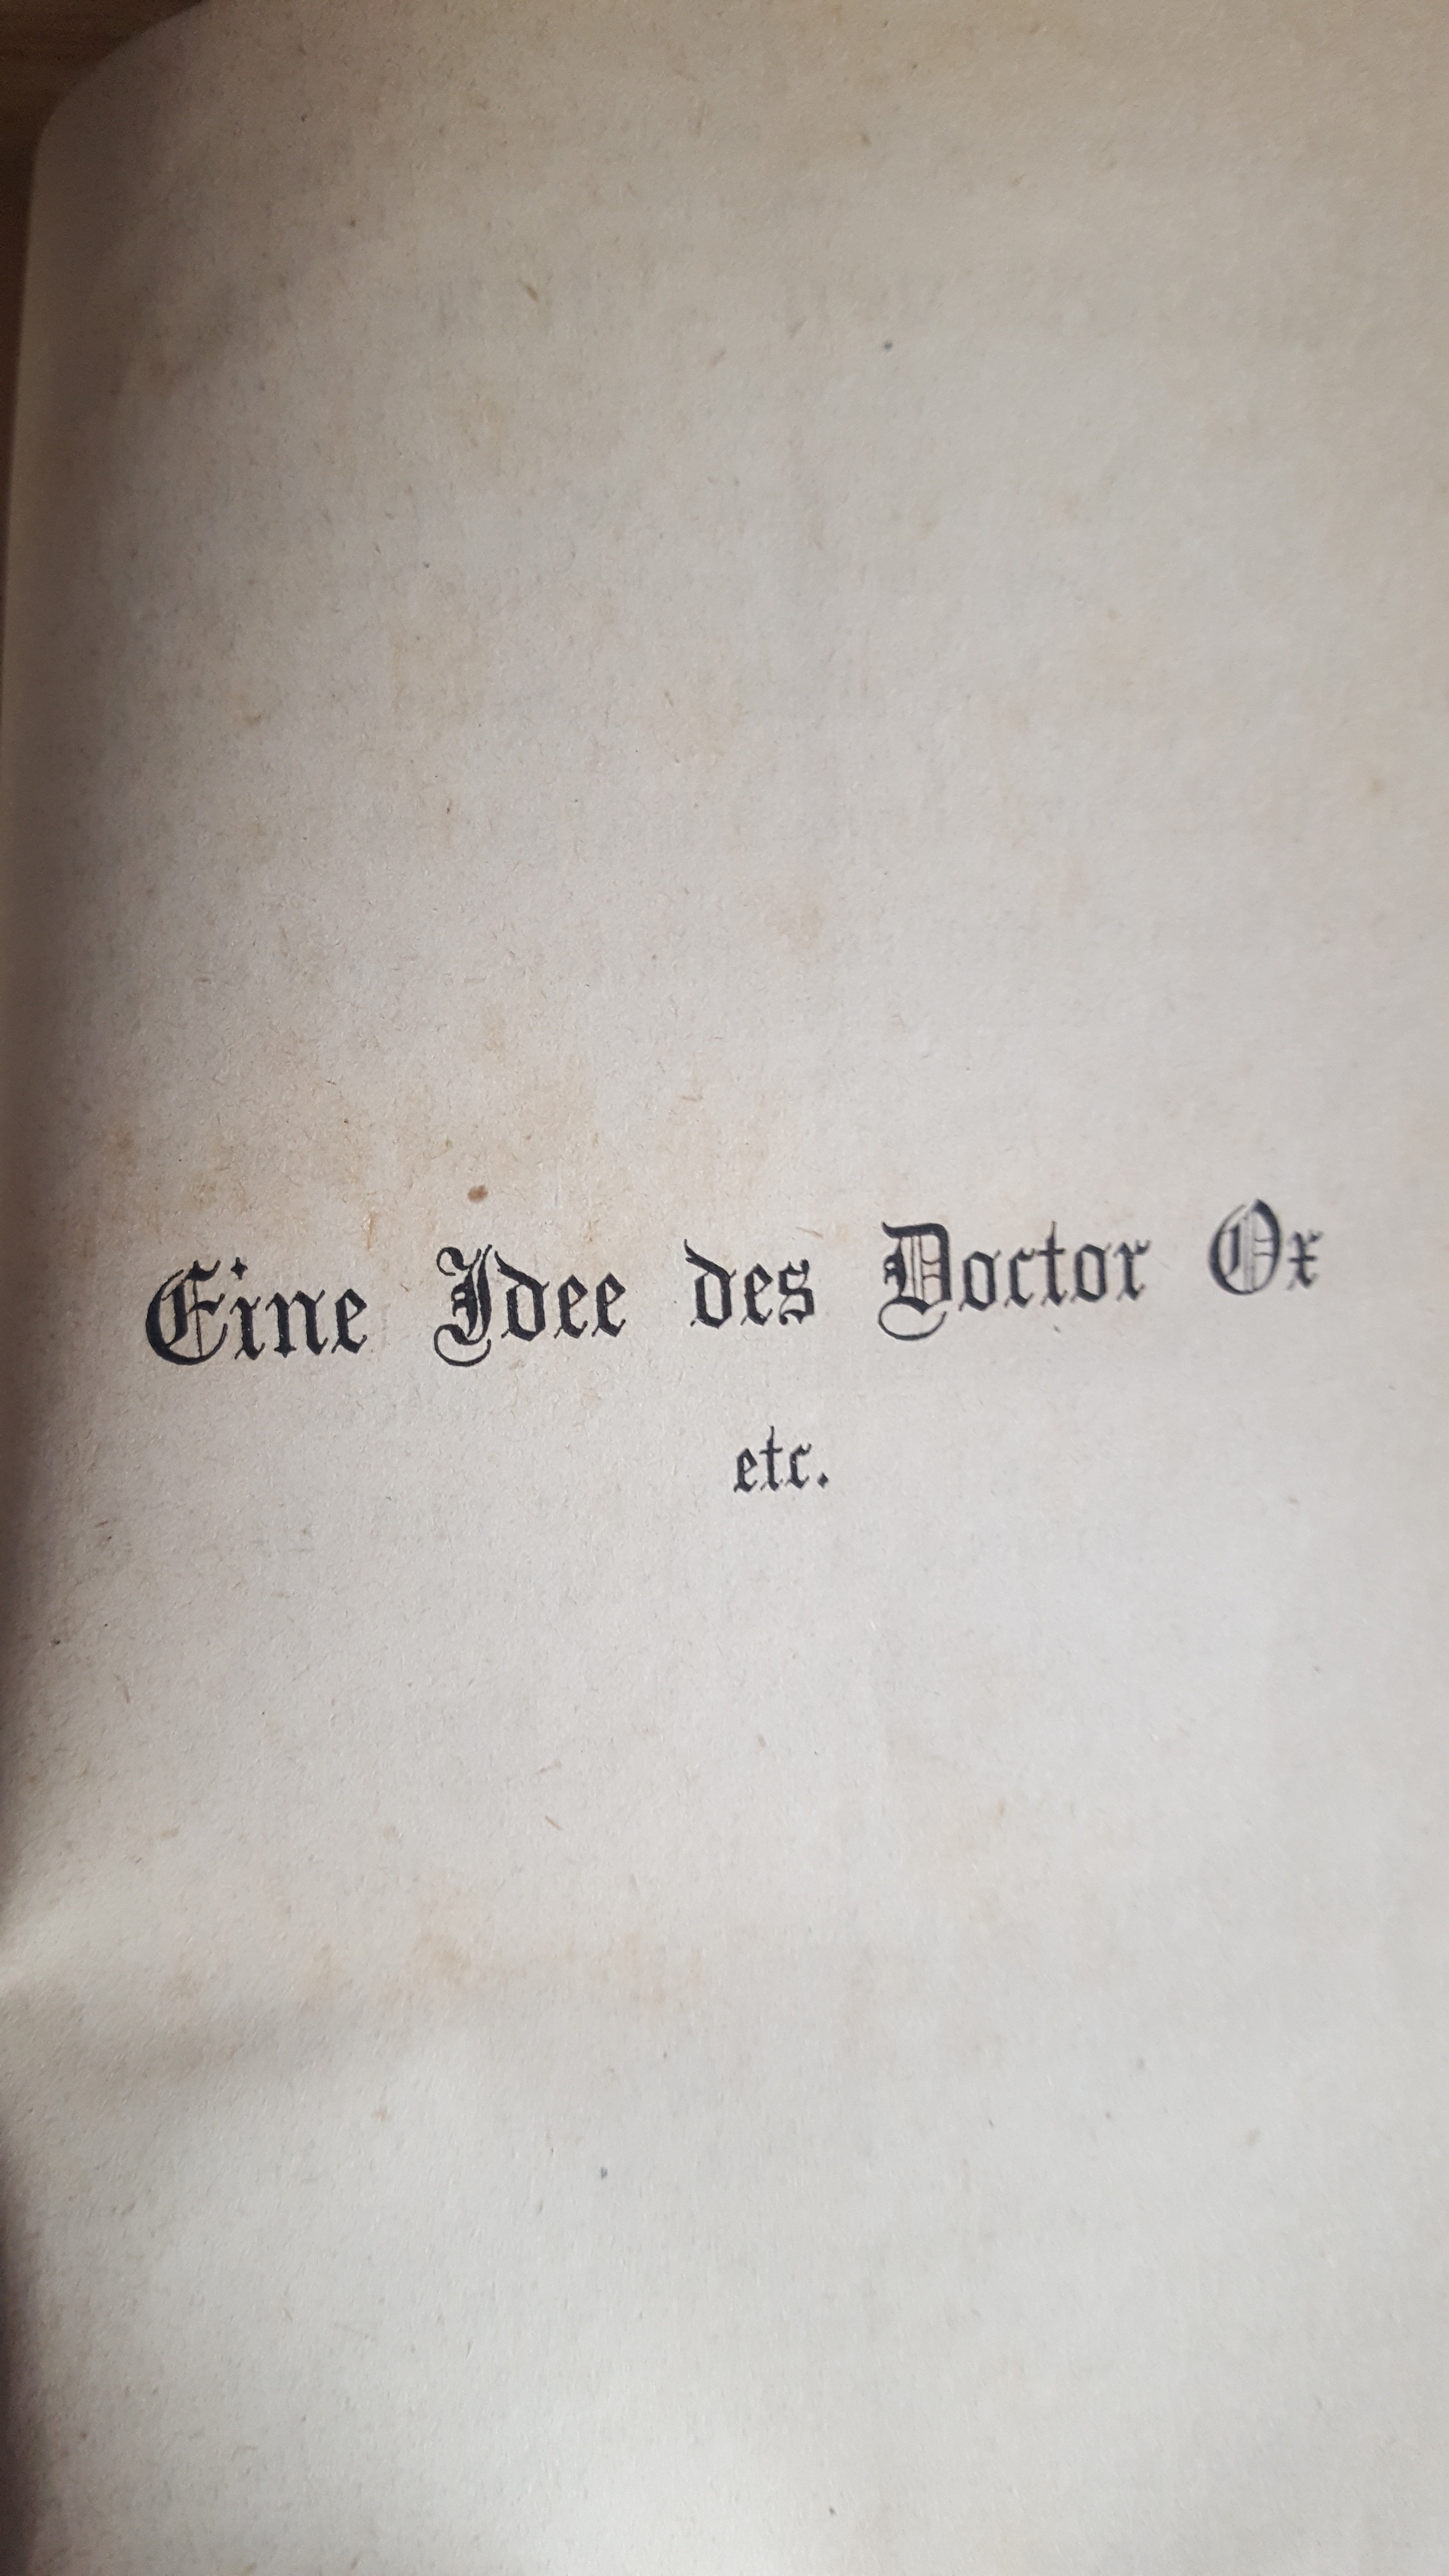 Eine Idee des Doctor Ox
etc.